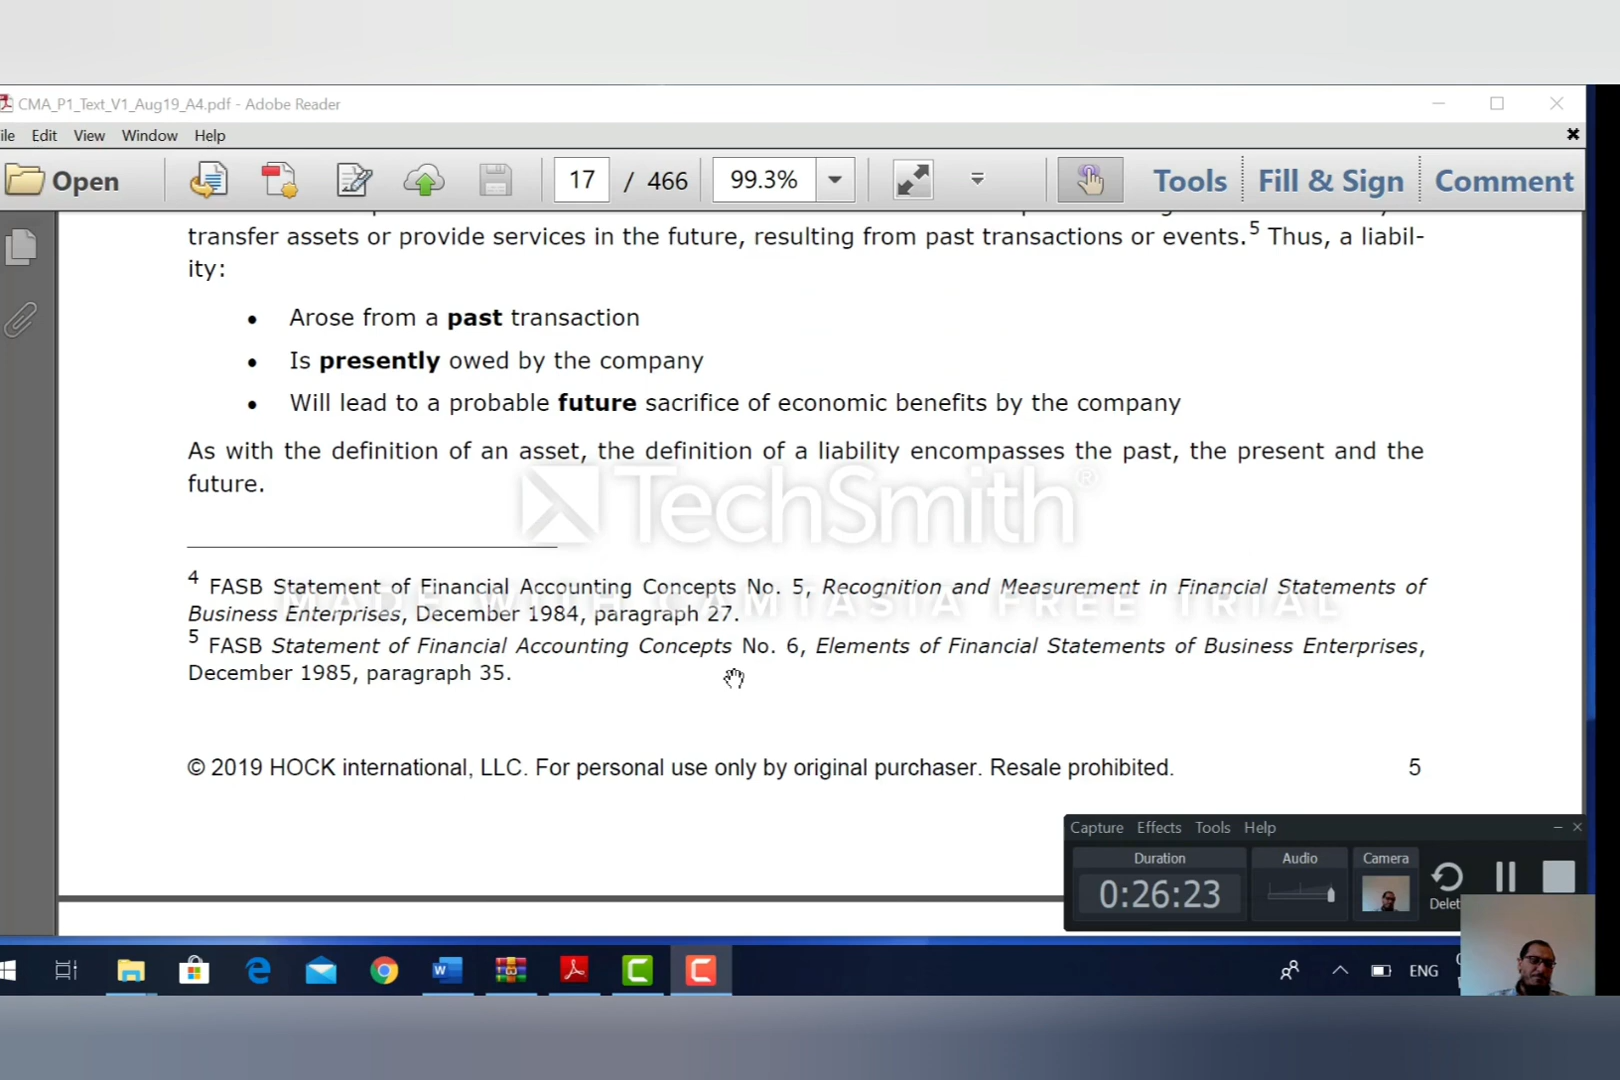 CMA_P1_Text_V1_Aug19_A4.pdf - Adobe Reader
ile Edit View Window Help
Open 17 / 466 99.3% Tools Fill & Sign Comment
transfer assets or provide services in the future, resulting from past transactions or events.5 Thus, a liabil-
ity:
• Arose from a past transaction
• Is presently owed by the company
• Will lead to a probable future sacrifice of economic benefits by the company
As with the definition of an asset, the definition of a liability encompasses the past, the present and the
future.
TechSmith®
MADE WITH CAMTASIA FREE TRIAL
4 FASB Statement of Financial Accounting Concepts No. 5, Recognition and Measurement in Financial Statements of
Business Enterprises, December 1984, paragraph 27.
5 FASB Statement of Financial Accounting Concepts No. 6, Elements of Financial Statements of Business Enterprises,
December 1985, paragraph 35.
© 2019 HOCK international, LLC. For personal use only by original purchaser. Resale prohibited. 5
Capture Effects Tools Help
Duration Audio Camera
0:26:23
Delet
ENG